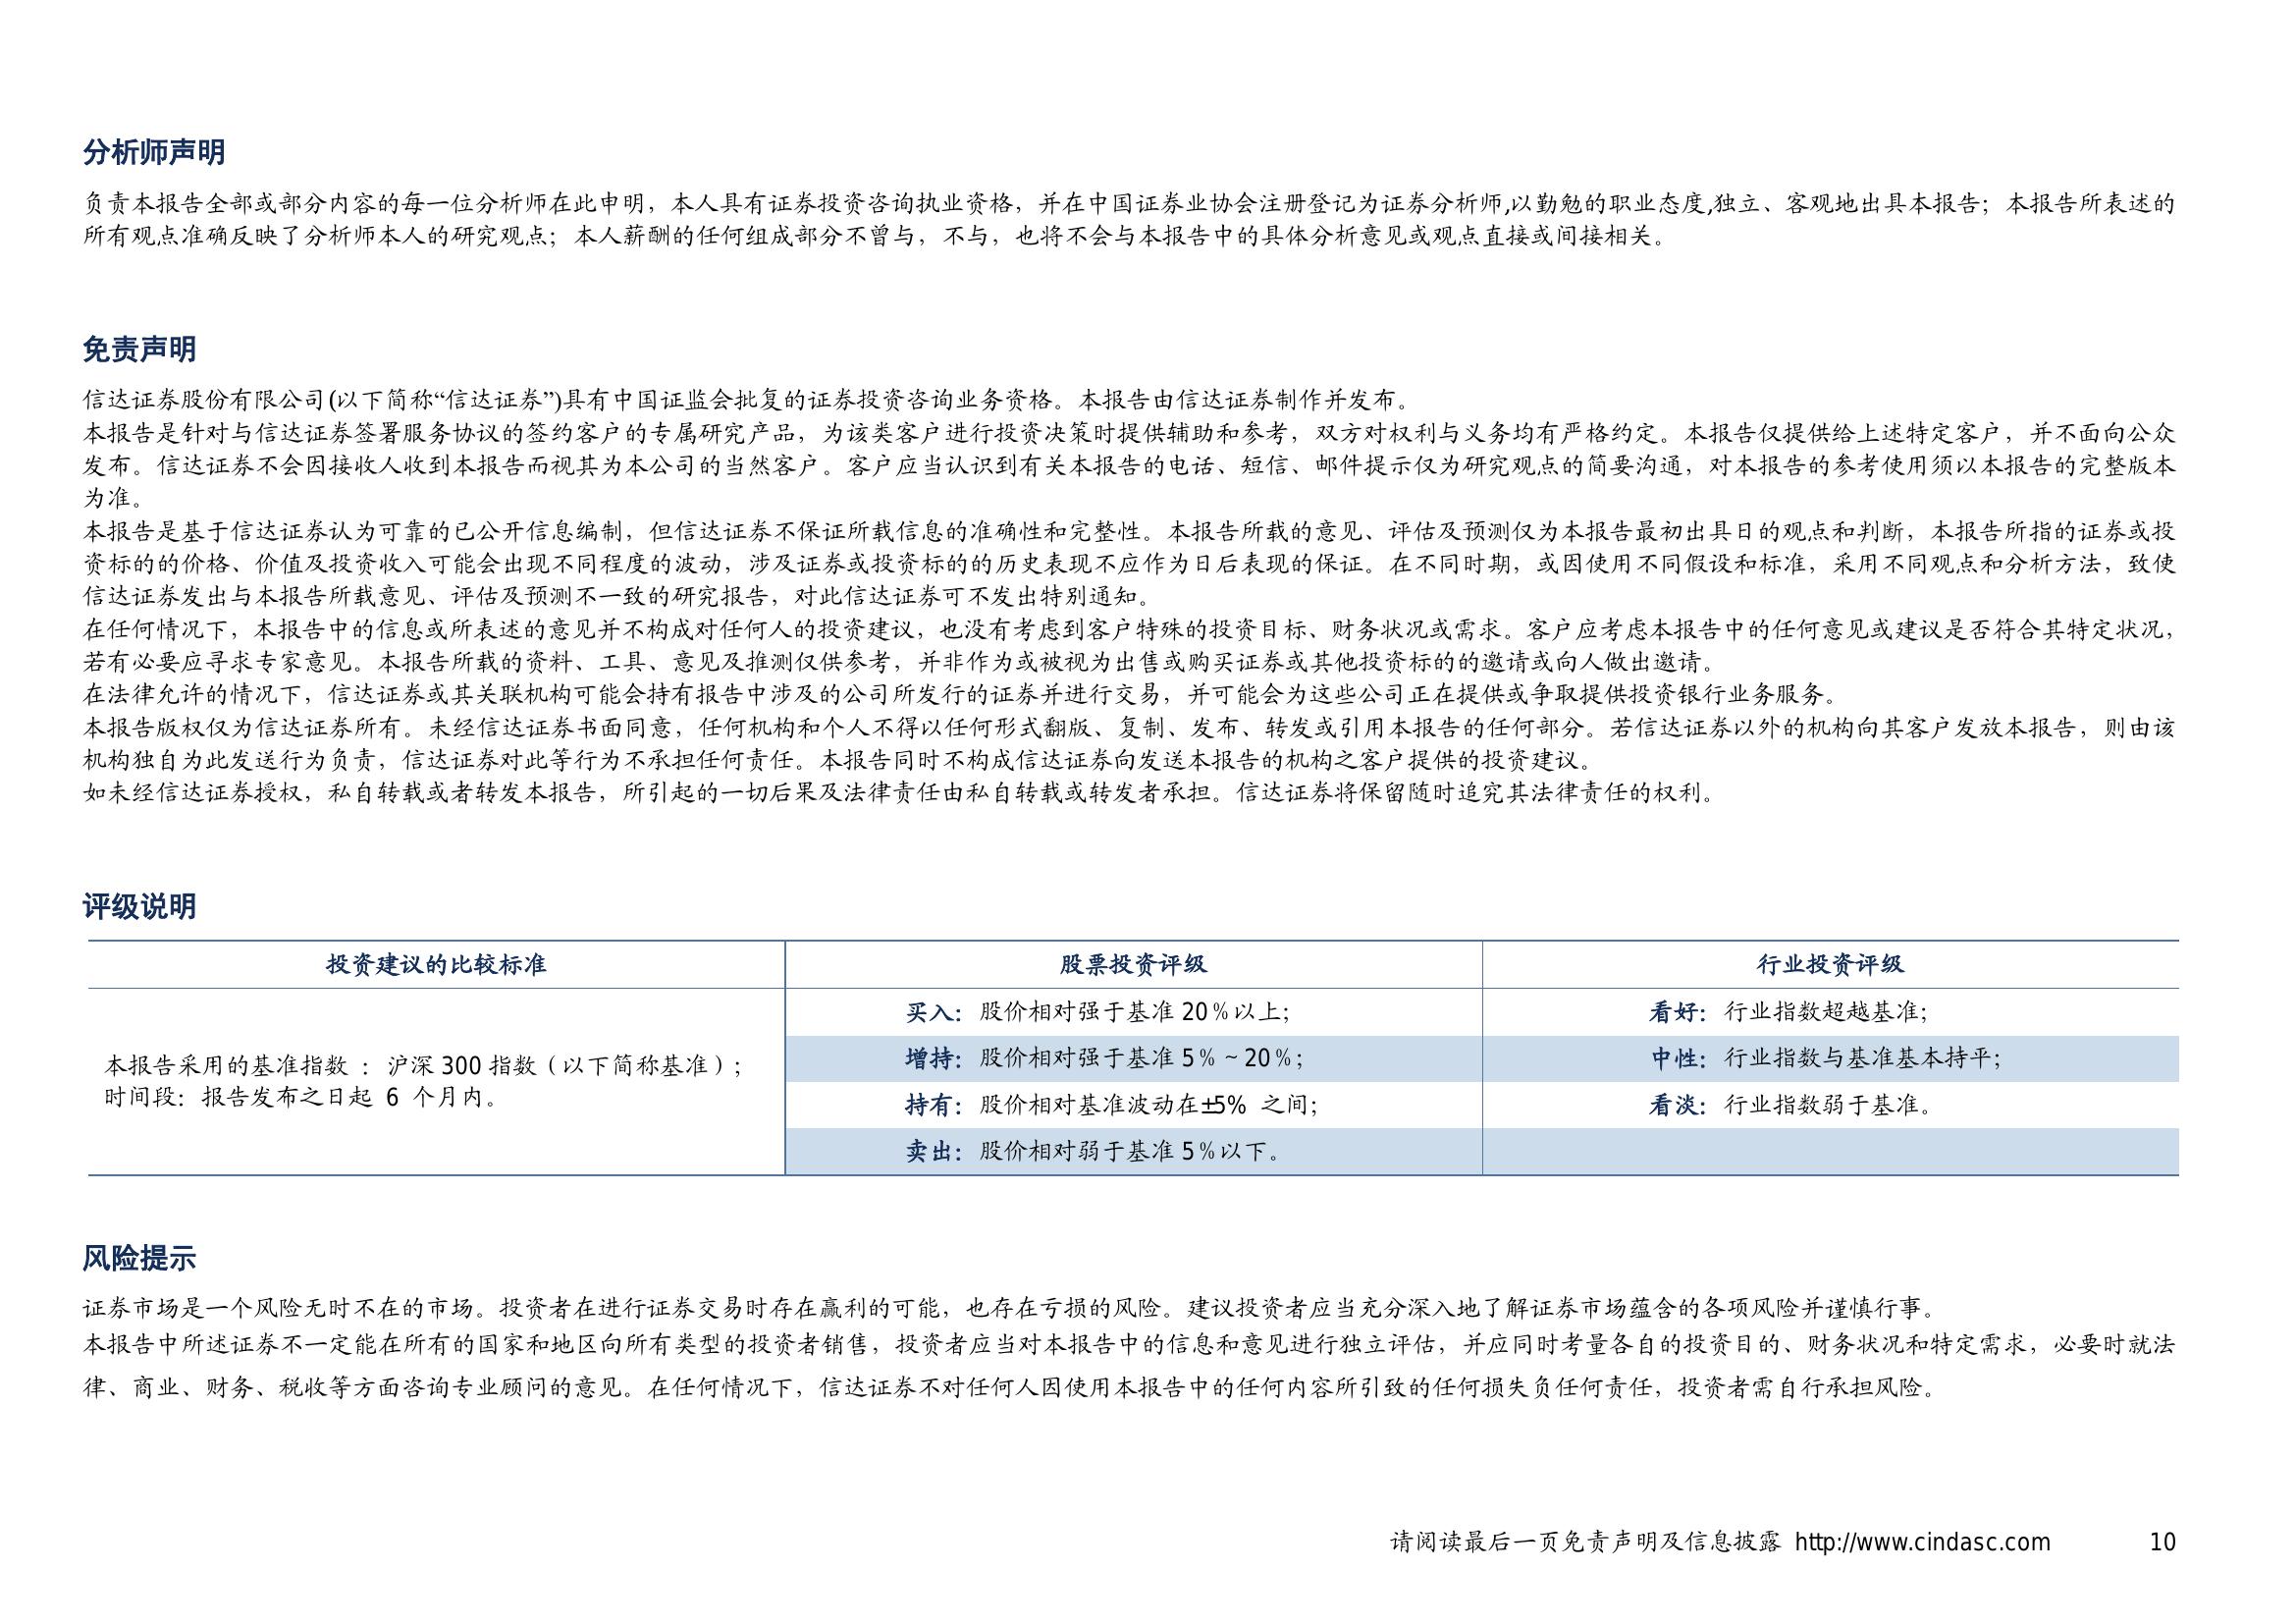 分析师声明
负责本报告全部或部分内容的每一位分析师在此申明，本人具有证券投资咨询执业资格，并在中国证券业协会注册登记为证券分析师,以勤勉的职业态度,独立、客观地出具本报告；本报告所表述的
所有观点准确反映了分析师本人的研究观点；本人薪酬的任何组成部分不曾与，不与，也将不会与本报告中的具体分析意见或观点直接或间接相关。
免责声明
信达证券股份有限公司(以下简称“信达证券”)具有中国证监会批复的证券投资咨询业务资格。本报告由信达证券制作并发布。
本报告是针对与信达证券签署服务协议的签约客户的专属研究产品，为该类客户进行投资决策时提供辅助和参考，双方对权利与义务均有严格约定。本报告仅提供给上述特定客户，并不面向公众
发布。信达证券不会因接收人收到本报告而视其为本公司的当然客户。客户应当认识到有关本报告的电话、短信、邮件提示仅为研究观点的简要沟通，对本报告的参考使用须以本报告的完整版本
为准。
本报告是基于信达证券认为可靠的已公开信息编制，但信达证券不保证所载信息的准确性和完整性。本报告所载的意见、评估及预测仅为本报告最初出具日的观点和判断，本报告所指的证券或投
资标的的价格、价值及投资收入可能会出现不同程度的波动，涉及证券或投资标的的历史表现不应作为日后表现的保证。在不同时期，或因使用不同假设和标准，采用不同观点和分析方法，致使
信达证券发出与本报告所载意见、评估及预测不一致的研究报告，对此信达证券可不发出特别通知。
在任何情况下，本报告中的信息或所表述的意见并不构成对任何人的投资建议，也没有考虑到客户特殊的投资目标、财务状况或需求。客户应考虑本报告中的任何意见或建议是否符合其特定状况，
若有必要应寻求专家意见。本报告所载的资料、工具、意见及推测仅供参考，并非作为或被视为出售或购买证券或其他投资标的的邀请或向人做出邀请。
在法律允许的情况下，信达证券或其关联机构可能会持有报告中涉及的公司所发行的证券并进行交易，并可能会为这些公司正在提供或争取提供投资银行业务服务。
本报告版权仅为信达证券所有。未经信达证券书面同意，任何机构和个人不得以任何形式翻版、复制、发布、转发或引用本报告的任何部分。若信达证券以外的机构向其客户发放本报告，则由该
机构独自为此发送行为负责，信达证券对此等行为不承担任何责任。本报告同时不构成信达证券向发送本报告的机构之客户提供的投资建议。
如未经信达证券授权，私自转载或者转发本报告，所引起的一切后果及法律责任由私自转载或转发者承担。信达证券将保留随时追究其法律责任的权利。
评级说明
投资建议的比较标准 股票投资评级 行业投资评级
本报告采用的基准指数 ：沪深 300 指数（以下简称基准）；
时间段：报告发布之日起 6 个月内。
买入：股价相对强于基准 20％以上；
增持：股价相对强于基准 5％～20％；
持有：股价相对基准波动在±5% 之间；
卖出：股价相对弱于基准 5％以下。
看好：行业指数超越基准；
中性：行业指数与基准基本持平；
看淡：行业指数弱于基准。
风险提示
证券市场是一个风险无时不在的市场。投资者在进行证券交易时存在赢利的可能，也存在亏损的风险。建议投资者应当充分深入地了解证券市场蕴含的各项风险并谨慎行事。
本报告中所述证券不一定能在所有的国家和地区向所有类型的投资者销售，投资者应当对本报告中的信息和意见进行独立评估，并应同时考量各自的投资目的、财务状况和特定需求，必要时就法
律、商业、财务、税收等方面咨询专业顾问的意见。在任何情况下，信达证券不对任何人因使用本报告中的任何内容所引致的任何损失负任何责任，投资者需自行承担风险。
请阅读最后一页免责声明及信息披露 http://www.cindasc.com 10